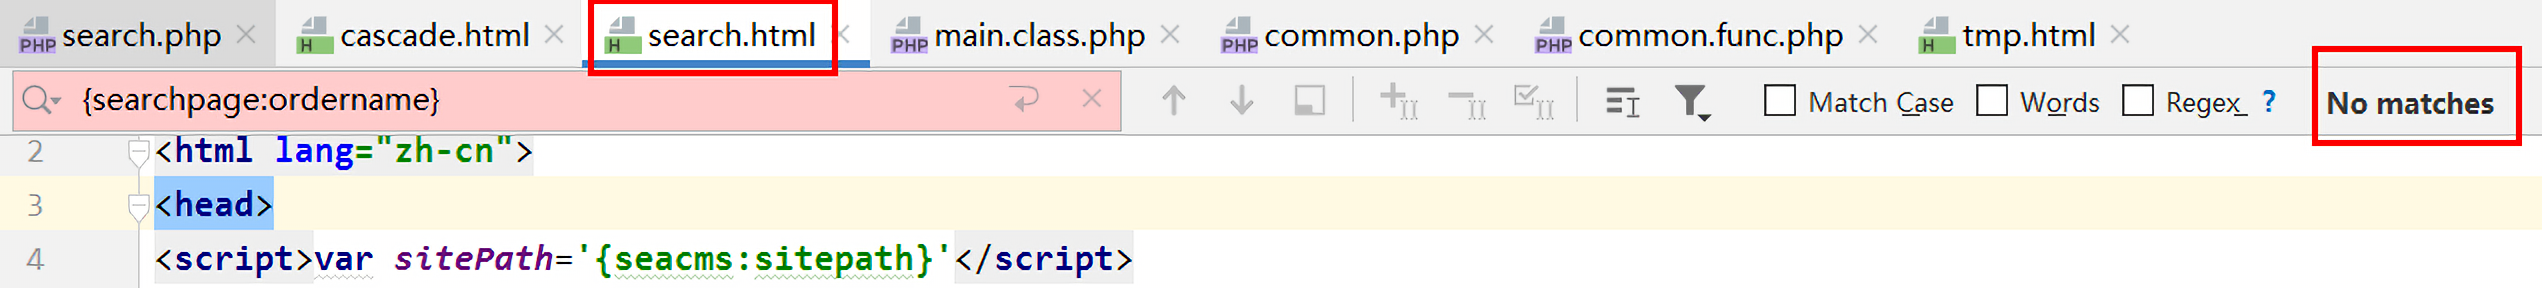 PHP search.php H cascade.html H search.html PHP main.class.php PHP common.php PHP common.func.php H tmp.html
{searchpage:ordername} Match Case Words Regex ? No matches
2 <html lang="zh-cn">
3 <head>
4 <script>var sitePath='{seacms:sitepath}'</script>